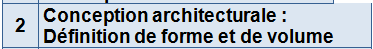 2 Conception architecturale :
Définition de forme et de volume